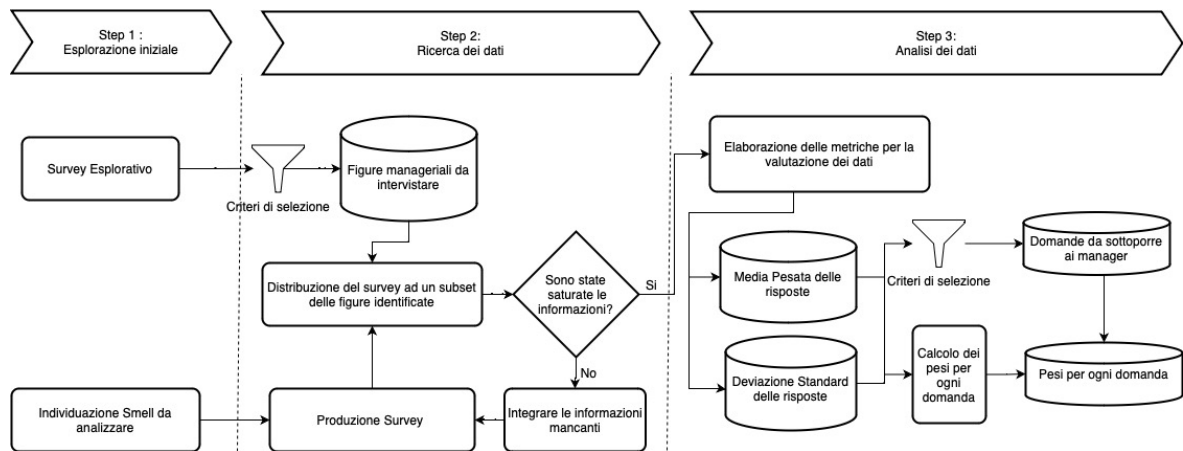 Step 1 :
Esplorazione iniziale
Step 2:
Ricerca dei dati
Step 3:
Analisi dei dati
Survey Esplorativo
Criteri di selezione
Figure manageriali da
intervistare
Elaborazione delle metriche per la
valutazione dei dati
Distribuzione del survey ad un subset
delle figure identificate
Sono state
saturate le
informazioni?
Si
No
Media Pesata delle
risposte
Criteri di selezione
Domande da sottoporre
ai manager
Individuazione Smell da
analizzare
Produzione Survey
Integrare le informazioni
mancanti
Deviazione Standard
delle risposte
Calcolo dei
pesi per
ogni
domanda
Pesi per ogni domanda